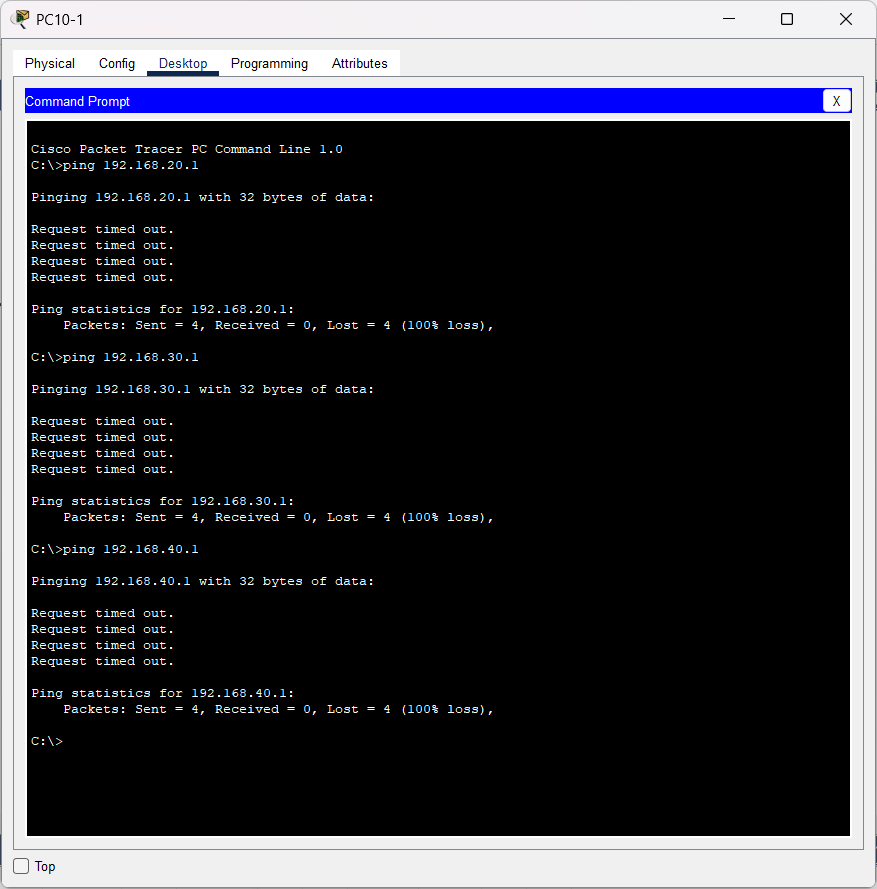 PC10-1
Physical Config Desktop Programming Attributes
Command Prompt X
Cisco Packet Tracer PC Command Line 1.0
C:\>ping 192.168.20.1
Pinging 192.168.20.1 with 32 bytes of data:
Request timed out.
Request timed out.
Request timed out.
Request timed out.
Ping statistics for 192.168.20.1:
Packets: Sent = 4, Received = 0, Lost = 4 (100% loss),
C:\>ping 192.168.30.1
Pinging 192.168.30.1 with 32 bytes of data:
Request timed out.
Request timed out.
Request timed out.
Request timed out.
Ping statistics for 192.168.30.1:
Packets: Sent = 4, Received = 0, Lost = 4 (100% loss),
C:\>ping 192.168.40.1
Pinging 192.168.40.1 with 32 bytes of data:
Request timed out.
Request timed out.
Request timed out.
Request timed out.
Ping statistics for 192.168.40.1:
Packets: Sent = 4, Received = 0, Lost = 4 (100% loss),
C:\>
Top